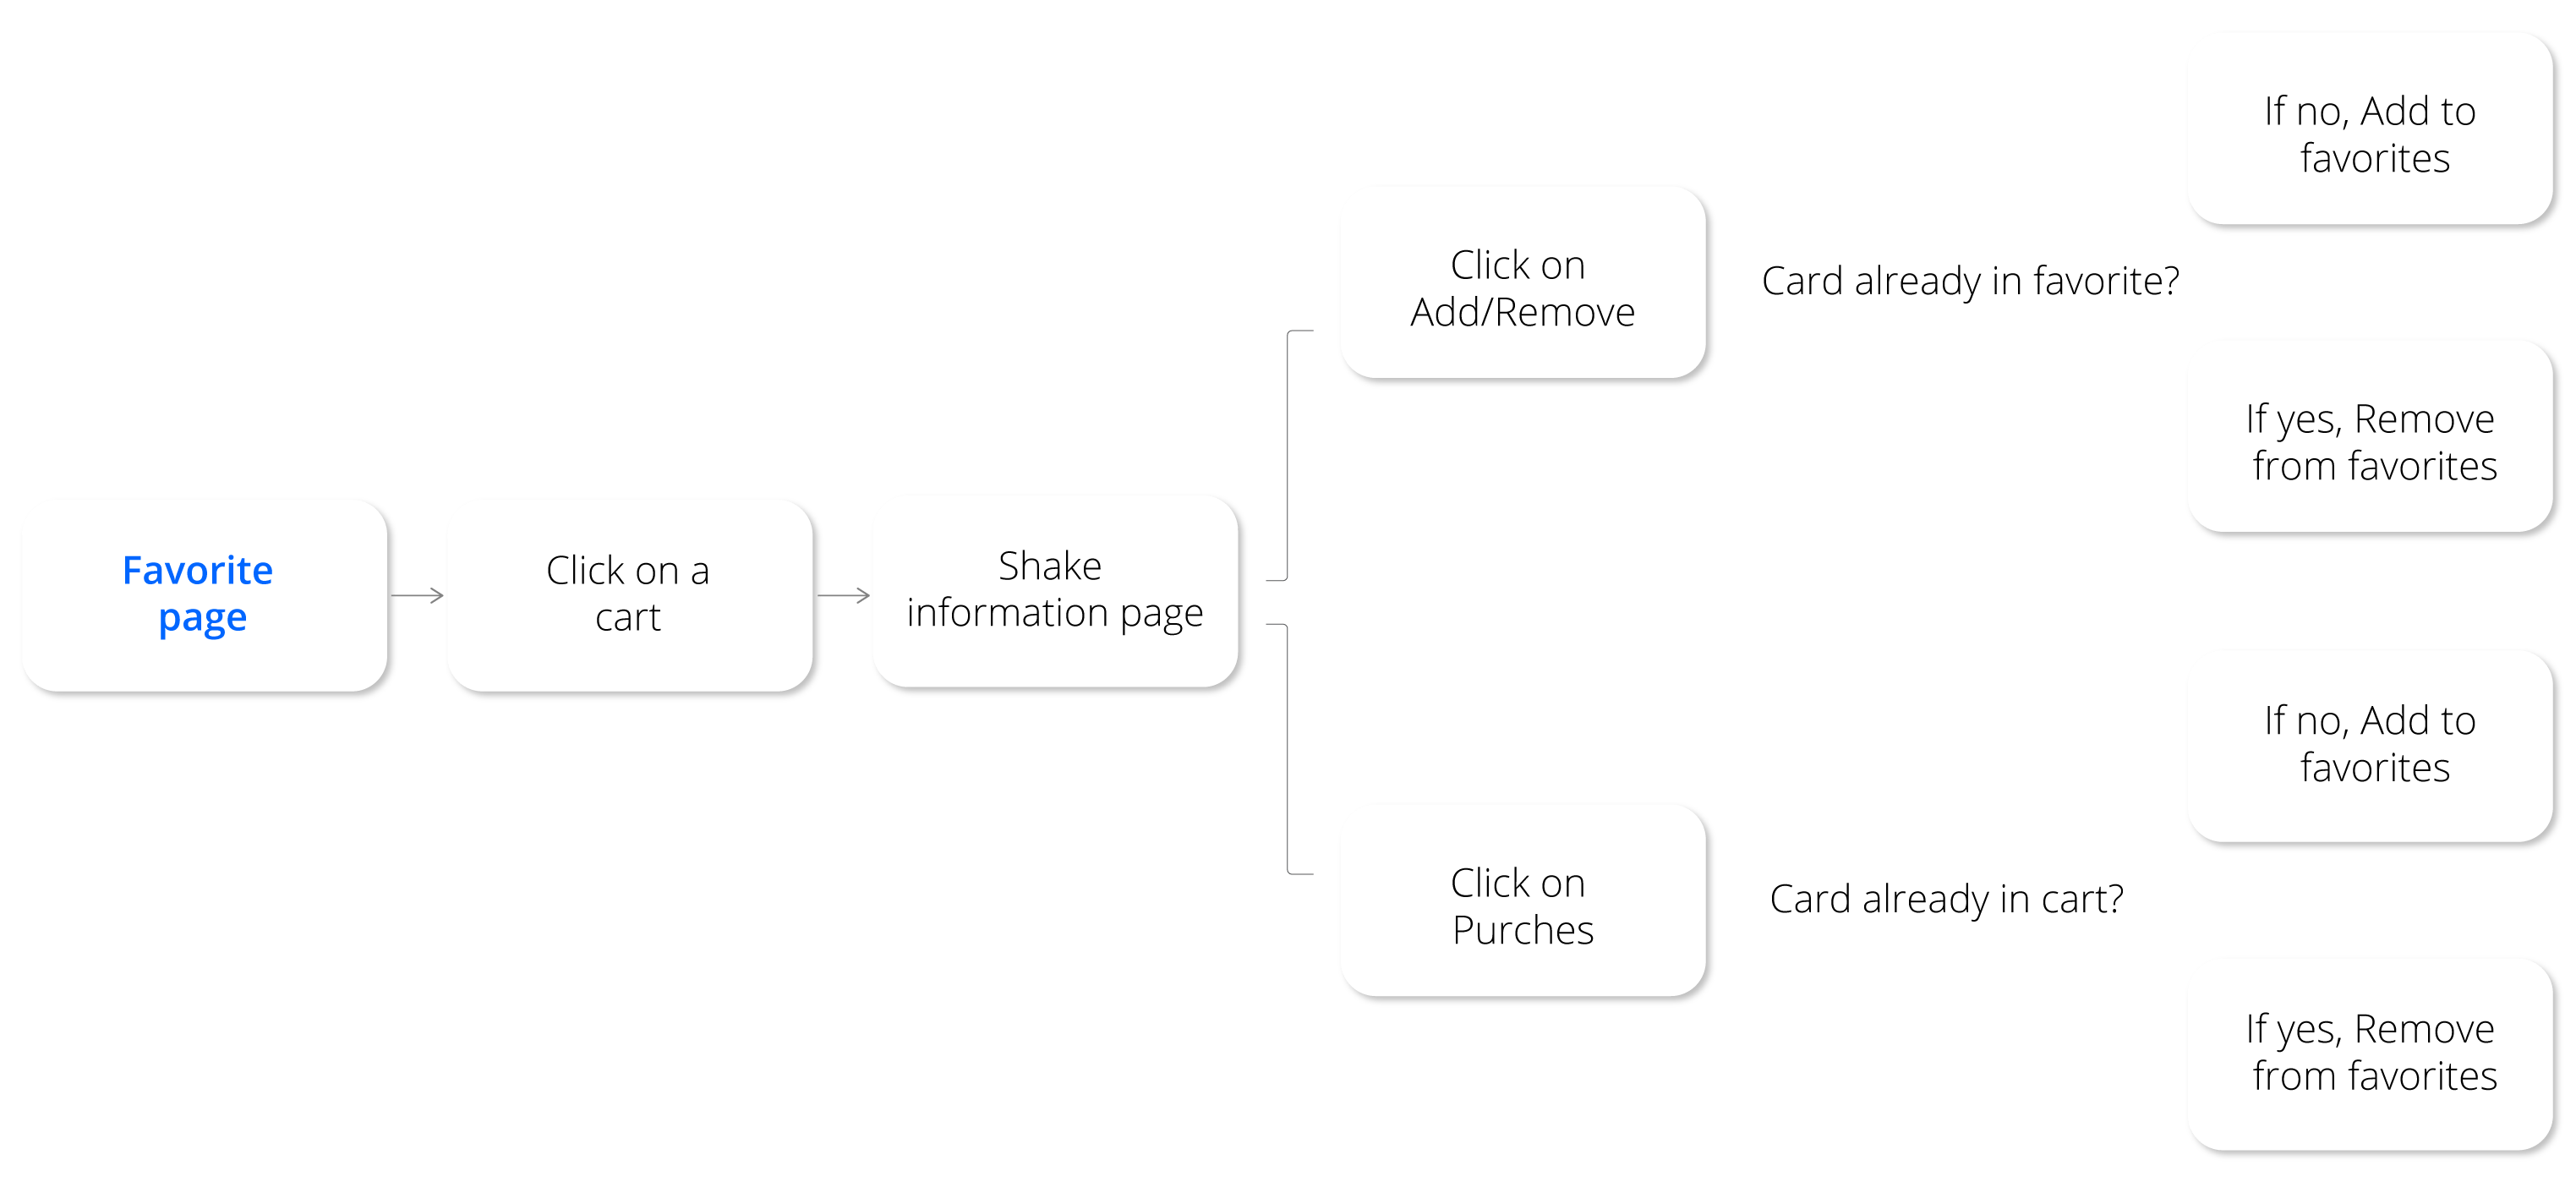 Favorite
page
Click on a
cart
Shake
information page
Click on
Add/Remove
Card already in favorite?
If no, Add to
favorites
If yes, Remove
from favorites
Click on
Purches
Card already in cart?
If no, Add to
favorites
If yes, Remove
from favorites